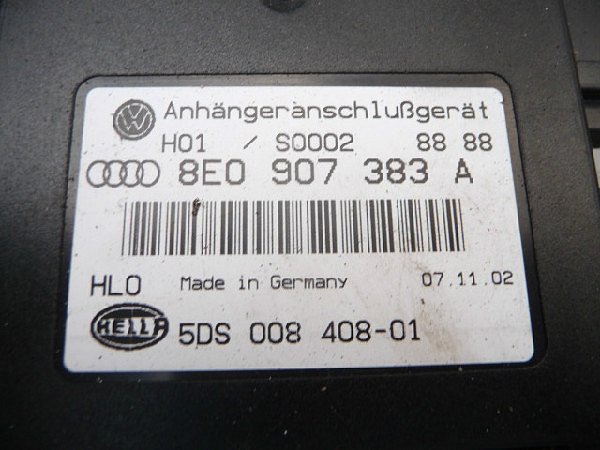 Anhängeranschlußgerät
H01 / S0002 88 88
8E0 907 383 A
HLO Made in Germany 07.11.02
HELLA 5DS 008 408-01